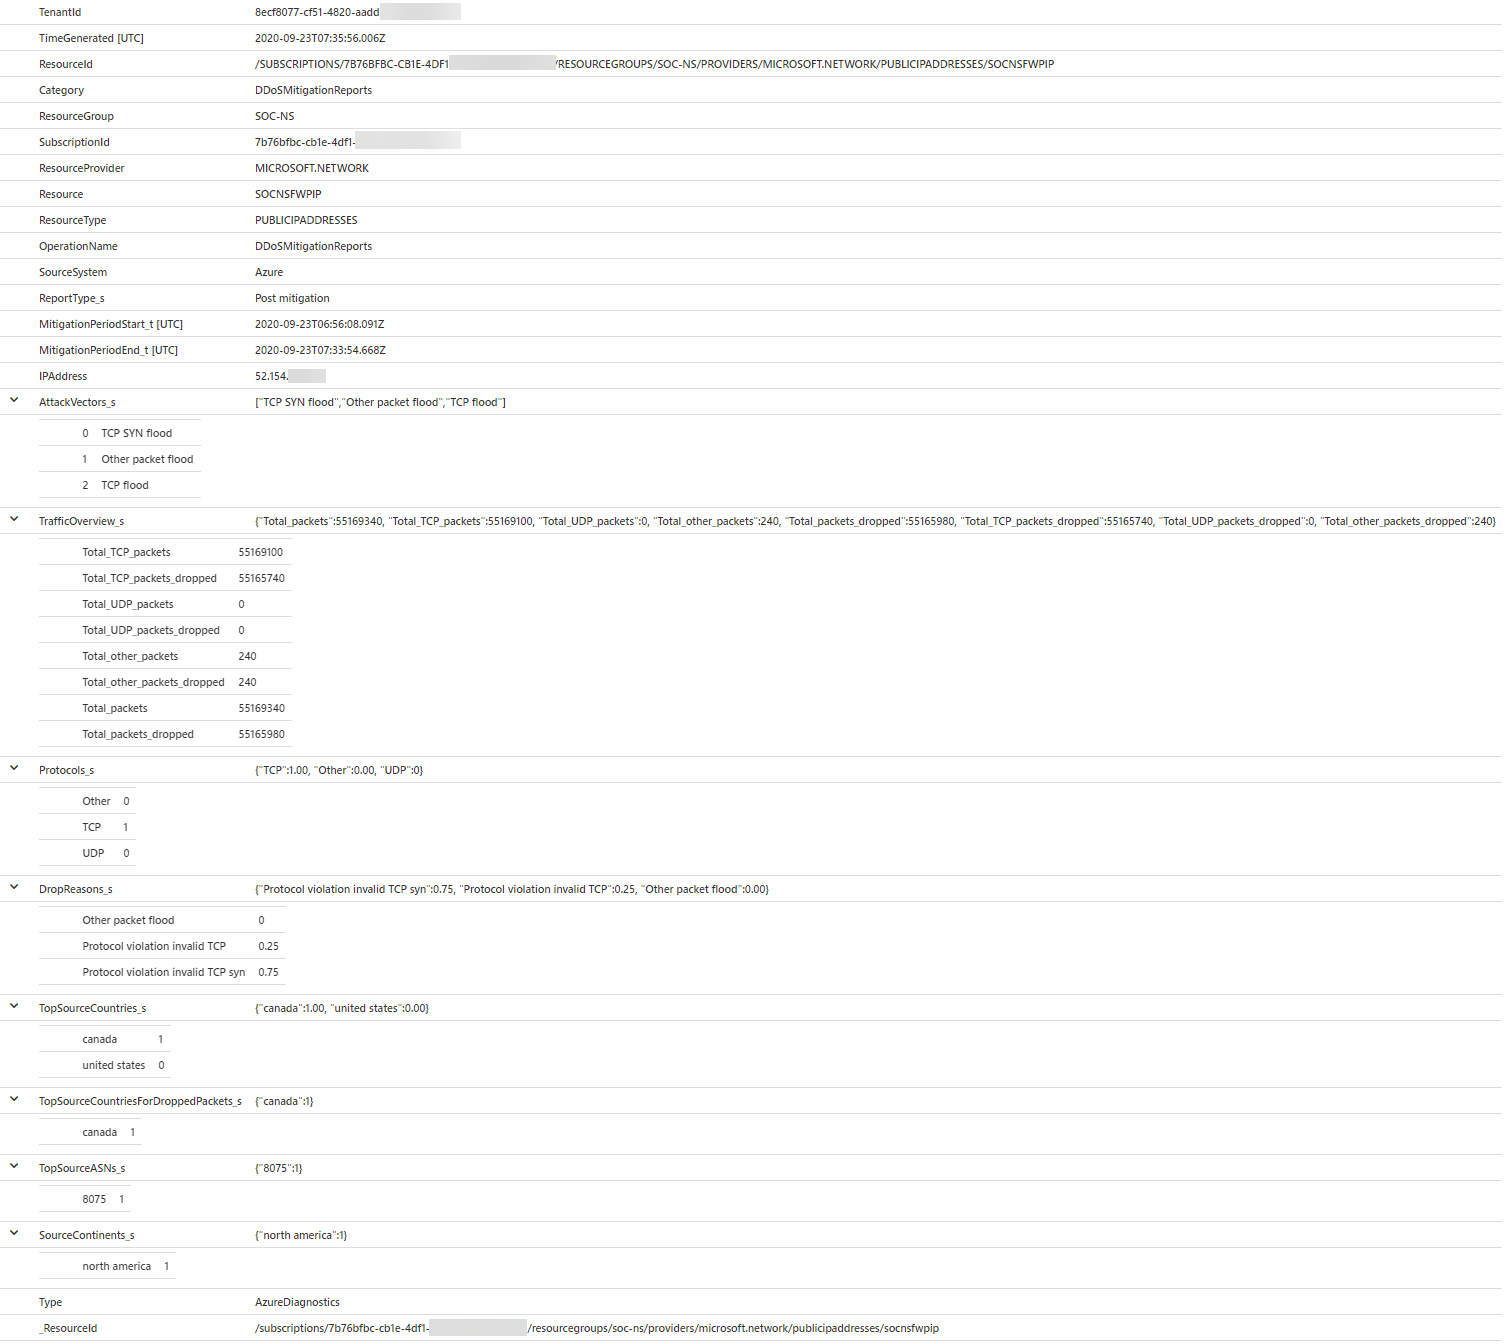 TenantId 8ecf8077-cf51-4820-aadd
TimeGenerated [UTC] 2020-09-23T07:35:56.006Z
ResourceId /SUBSCRIPTIONS/7B76BFBC-CB1E-4DF1 /RESOURCEGROUPS/SOC-NS/PROVIDERS/MICROSOFT.NETWORK/PUBLICIPADDRESSES/SOCNSFWPIP
Category DDoSMitigationReports
ResourceGroup SOC-NS
SubscriptionId 7b76bfbc-cb1e-4df1-
ResourceProvider MICROSOFT.NETWORK
Resource SOCNSFWPIP
ResourceType PUBLICIPADDRESSES
OperationName DDoSMitigationReports
SourceSystem Azure
ReportType_s Post mitigation
MitigationPeriodStart_t [UTC] 2020-09-23T06:56:08.091Z
MitigationPeriodEnd_t [UTC] 2020-09-23T07:33:54.668Z
IPAddress 52.154.
AttackVectors_s ["TCP SYN flood","Other packet flood","TCP flood"]
0 TCP SYN flood
1 Other packet flood
2 TCP flood
TrafficOverview_s {"Total_packets":55169340, "Total_TCP_packets":55169100, "Total_UDP_packets":0, "Total_other_packets":240, "Total_packets_dropped":55165980, "Total_TCP_packets_dropped":55165740, "Total_UDP_packets_dropped":0, "Total_other_packets_dropped":240}
Total_TCP_packets 55169100
Total_TCP_packets_dropped 55165740
Total_UDP_packets 0
Total_UDP_packets_dropped 0
Total_other_packets 240
Total_other_packets_dropped 240
Total_packets 55169340
Total_packets_dropped 55165980
Protocols_s {"TCP":1.00, "Other":0.00, "UDP":0}
Other 0
TCP 1
UDP 0
DropReasons_s {"Protocol violation invalid TCP syn":0.75, "Protocol violation invalid TCP":0.25, "Other packet flood":0.00}
Other packet flood 0
Protocol violation invalid TCP 0.25
Protocol violation invalid TCP syn 0.75
TopSourceCountries_s {"canada":1.00, "united states":0.00}
canada 1
united states 0
TopSourceCountriesForDroppedPackets_s {"canada":1}
canada 1
TopSourceASNs_s {"8075":1}
8075 1
SourceContinents_s {"north america":1}
north america 1
Type AzureDiagnostics
_ResourceId /subscriptions/7b76bfbc-cb1e-4df1- /resourcegroups/soc-ns/providers/microsoft.network/publicipaddresses/socnsfwpip